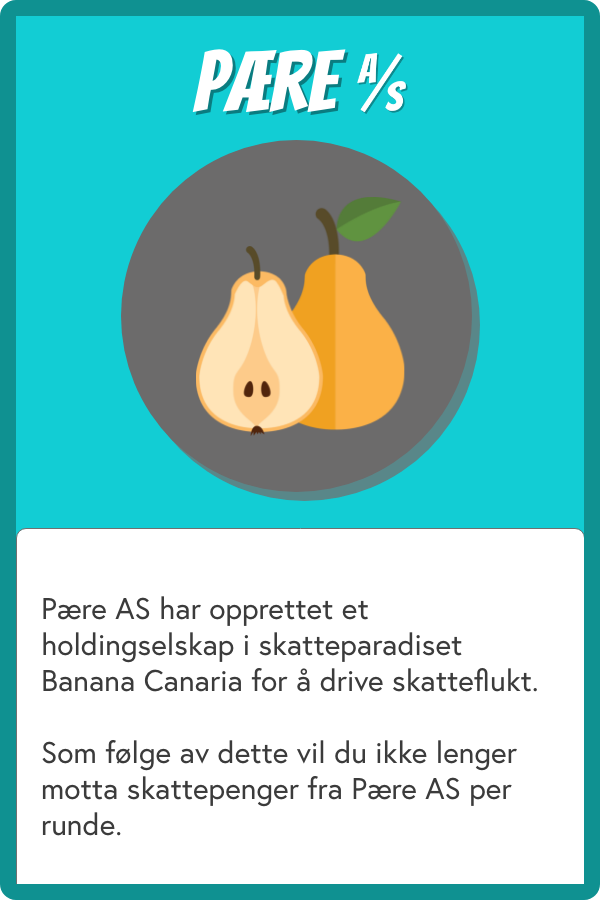 PÆRE A/S
Pære AS har opprettet et
holdingselskap i skatteparadiset
Banana Canaria for å drive skatteflukt.
Som følge av dette vil du ikke lenger
motta skattepenger fra Pære AS per
runde.